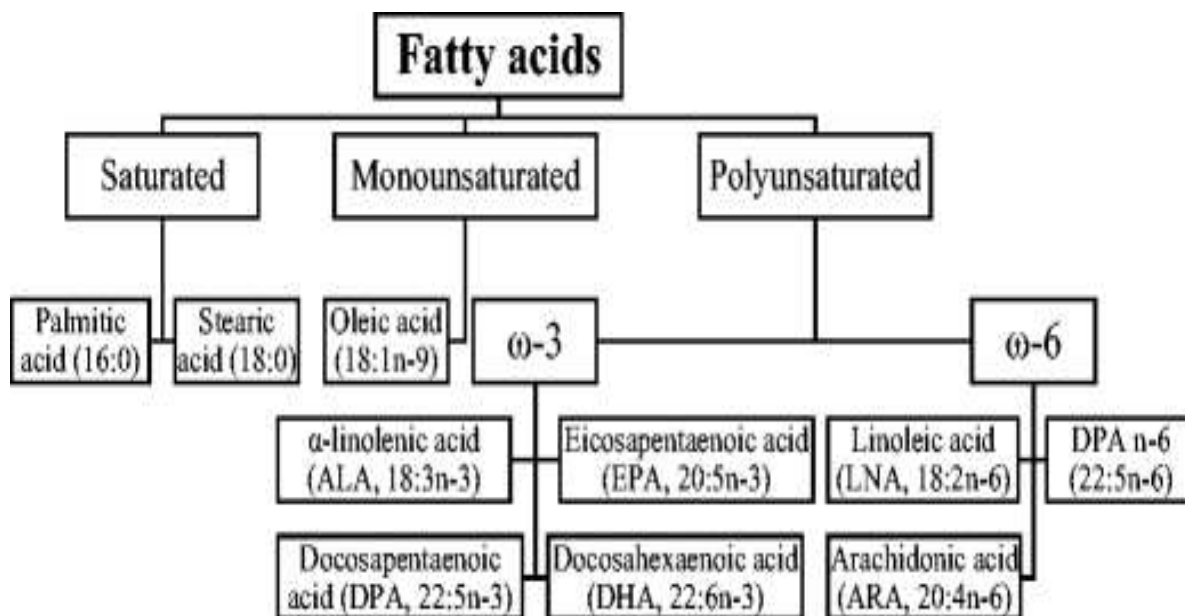 Fatty acids
Saturated
Monounsaturated
Polyunsaturated
Palmitic
acid (16:0)
Stearic
acid (18:0)
Oleic acid
(18:1n-9)
ω-3
ω-6
α-linolenic acid
(ALA, 18:3n-3)
Eicosapentaenoic acid
(EPA, 20:5n-3)
Linoleic acid
(LNA, 18:2n-6)
DPA n-6
(22:5n-6)
Docosapentaenoic
acid (DPA, 22:5n-3)
Docosahexaenoic acid
(DHA, 22:6n-3)
Arachidonic acid
(ARA, 20:4n-6)